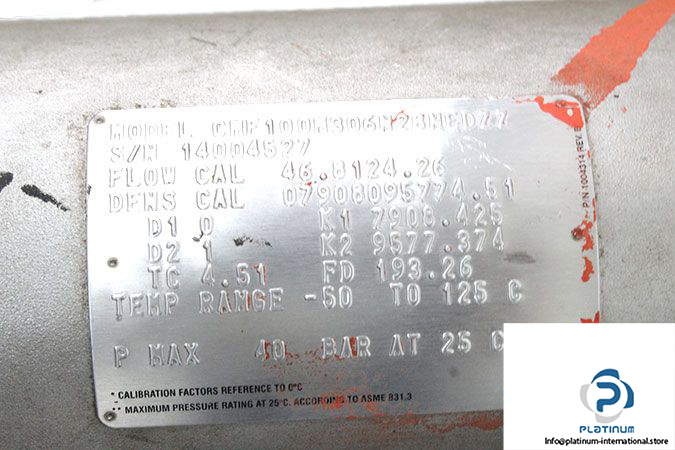 MODEL CMF100M306N2BMEDZZ
S/N 14004527
FLOW CAL 46.8124.26
DENS CAL 07908095774.51
D1 0 K1 7908.425
D2 1 K2 9577.374
TC 4.51 FD 193.26
TEMP RANGE -50 TO 125 C
P MAX 40 BAR AT 25 C
* CALIBRATION FACTORS REFERENCE TO 0°C
** MAXIMUM PRESSURE RATING AT 25°C. ACCORDING TO ASME B31.3
P/N 1004314 REV. B
PLATINUM
Info@platinum-international.store